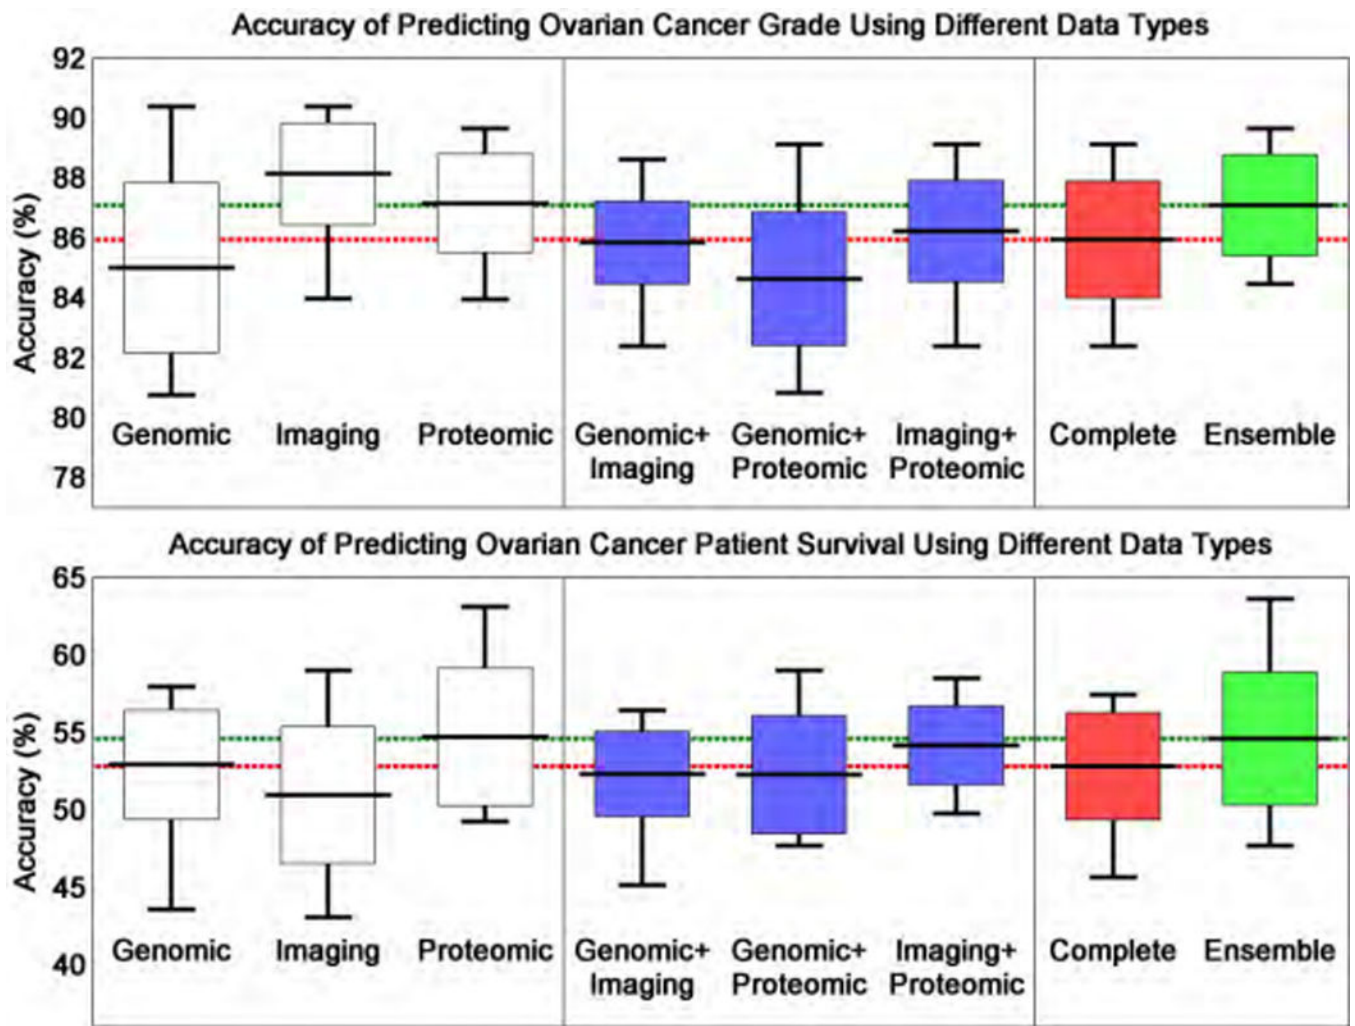 Accuracy of Predicting Ovarian Cancer Grade Using Different Data Types
92
90
88
86
84
82
80
78
Accuracy (%)
Genomic Imaging Proteomic Genomic+ Genomic+ Imaging+ Complete Ensemble
Imaging Proteomic Proteomic
Accuracy of Predicting Ovarian Cancer Patient Survival Using Different Data Types
65
60
55
50
45
40
Accuracy (%)
Genomic Imaging Proteomic Genomic+ Genomic+ Imaging+ Complete Ensemble
Imaging Proteomic Proteomic